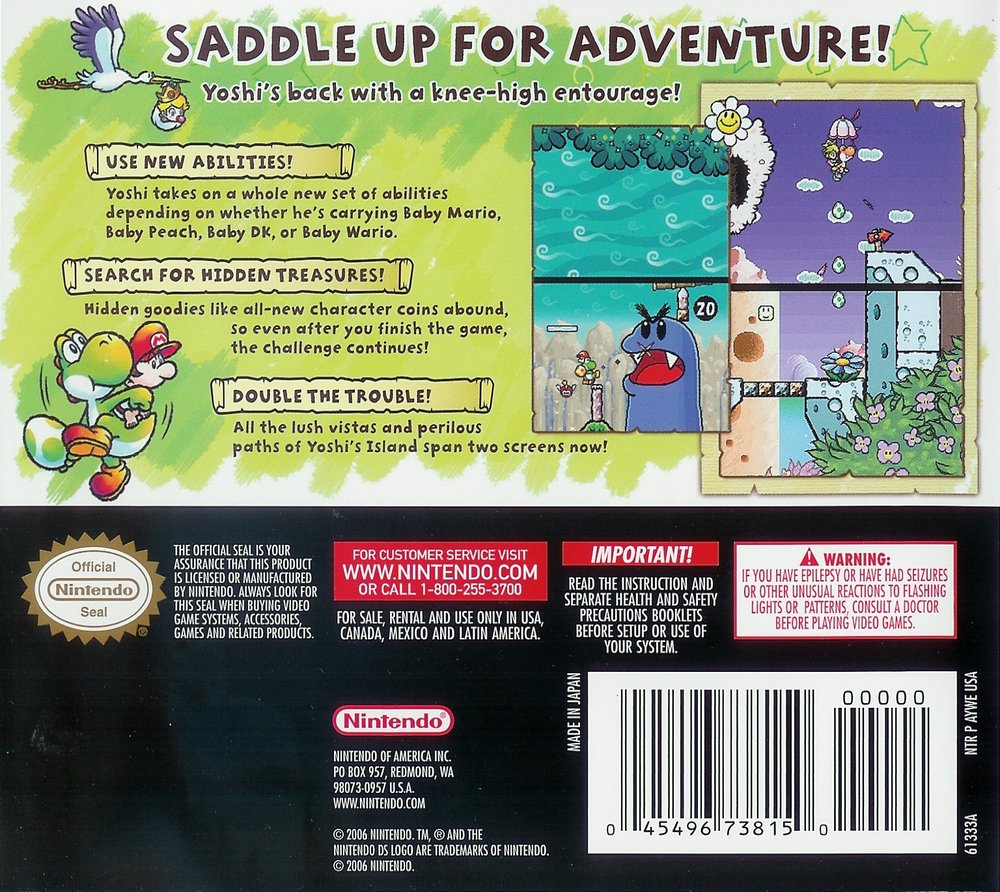 SADDLE UP FOR ADVENTURE!
Yoshi's back with a knee-high entourage!
USE NEW ABILITIES!
Yoshi takes on a whole new set of abilities
depending on whether he's carrying Baby Mario,
Baby Peach, Baby DK, or Baby Wario.
SEARCH FOR HIDDEN TREASURES!
Hidden goodies like all-new character coins abound,
so even after you finish the game,
the challenge continues!
DOUBLE THE TROUBLE!
All the lush vistas and perilous
paths of Yoshi's Island span two screens now!
20
M
Official
Nintendo
Seal
®
THE OFFICIAL SEAL IS YOUR
ASSURANCE THAT THIS PRODUCT
IS LICENSED OR MANUFACTURED
BY NINTENDO. ALWAYS LOOK FOR
THIS SEAL WHEN BUYING VIDEO
GAME SYSTEMS, ACCESSORIES,
GAMES AND RELATED PRODUCTS.
FOR CUSTOMER SERVICE VISIT
WWW.NINTENDO.COM
OR CALL 1-800-255-3700
FOR SALE, RENTAL AND USE ONLY IN USA,
CANADA, MEXICO AND LATIN AMERICA.
IMPORTANT!
READ THE INSTRUCTION AND
SEPARATE HEALTH AND SAFETY
PRECAUTIONS BOOKLETS
BEFORE SETUP OR USE OF
YOUR SYSTEM.
WARNING:
IF YOU HAVE EPILEPSY OR HAVE HAD SEIZURES
OR OTHER UNUSUAL REACTIONS TO FLASHING
LIGHTS OR PATTERNS, CONSULT A DOCTOR
BEFORE PLAYING VIDEO GAMES.
Nintendo®
NINTENDO OF AMERICA INC.
PO BOX 957, REDMOND, WA
98073-0957 U.S.A.
WWW.NINTENDO.COM
© 2006 NINTENDO. TM, ® AND THE
NINTENDO DS LOGO ARE TRADEMARKS OF NINTENDO.
© 2006 NINTENDO.
MADE IN JAPAN
00000
0 45496 73815 0
NTR P AYWE USA
61333A